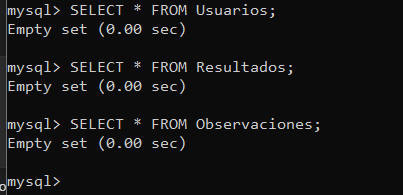 mysql> SELECT * FROM Usuarios;
Empty set (0.00 sec)
mysql> SELECT * FROM Resultados;
Empty set (0.00 sec)
mysql> SELECT * FROM Observaciones;
Empty set (0.00 sec)
mysql>